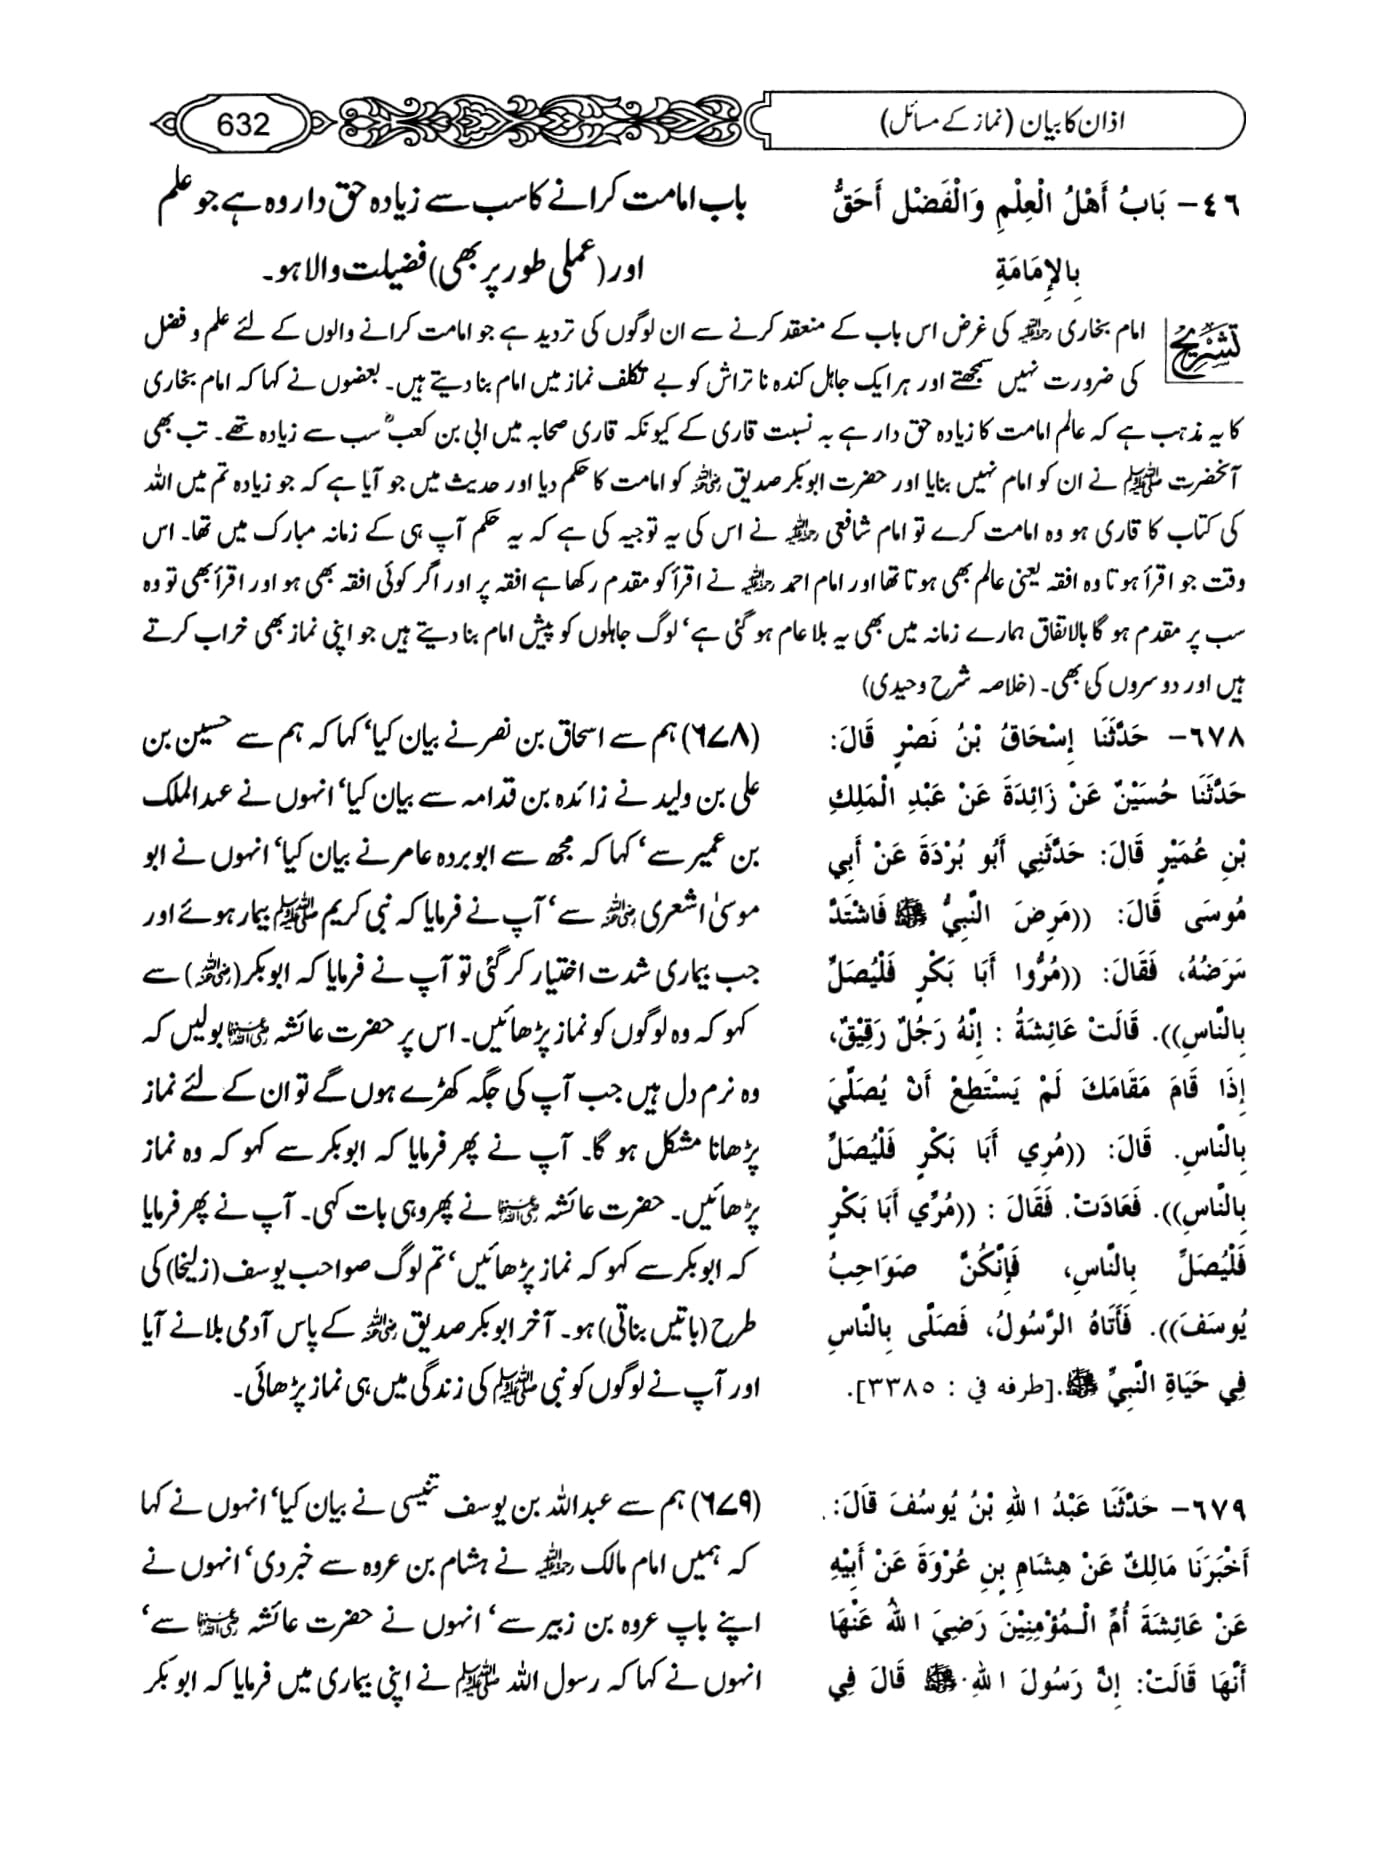 اذان کا بیان (نماز کے مسائل)
632
٤٦- بَابُ أَهْلُ الْعِلْمِ وَالْفَضْلِ أَحَقُّ
بِالإِمَامَةِ
باب امامت کرانے کا سب سے زیادہ حق دار وہ ہے جو علم
اور (عملی طور پر بھی) فضیلت والا ہو۔
تشریح
امام بخاری رحمۃ اللہ علیہ کی غرض اس باب کے منعقد کرنے سے ان لوگوں کی تردید ہے جو امامت کرانے والوں کے لئے علم و فضل
کی ضرورت نہیں سمجھتے اور ہر ایک جاہل کندہ نا تراش کو بے تکلف نماز میں امام بنا دیتے ہیں۔ بعضوں نے کہا کہ امام بخاری
کا یہ مذہب ہے کہ عالم امامت کا زیادہ حق دار ہے بہ نسبت قاری کے کیونکہ قاری صحابہ میں ابی بن کعبؓ سب سے زیادہ تھے۔ تب بھی
آنحضرت ﷺ نے ان کو امام نہیں بنایا اور حضرت ابوبکر صدیق رضی اللہ عنہ کو امامت کا حکم دیا اور حدیث میں جو آیا ہے کہ جو زیادہ تم میں اللہ
کی کتاب کا قاری ہو وہ امامت کرے تو امام شافعی رحمۃ اللہ علیہ نے اس کی یہ توجیہ کی ہے کہ یہ حکم آپ ہی کے زمانہ مبارک میں تھا۔ اس
وقت جو اقرأ ہوتا وہ افقہ یعنی عالم بھی ہوتا تھا اور امام احمد رحمۃ اللہ علیہ نے اقرأ کو مقدم رکھا ہے افقہ پر اور اگر کوئی افقہ بھی ہو اور اقرأ بھی تو وہ
سب پر مقدم ہو گا بالاتفاق ہمارے زمانہ میں بھی یہ بلا عام ہو گئی ہے‘ لوگ جاہلوں کو پیش امام بنا دیتے ہیں جو اپنی نماز بھی خراب کرتے
ہیں اور دوسروں کی بھی۔ (خلاصہ شرح وحیدی)
٦٧٨- حَدَّثَنَا إِسْحَاقُ بْنُ نَصْرٍ قَالَ:
حَدَّثَنَا حُسَيْنٌ عَنْ زَائِدَةَ عَنْ عَبْدِ الْمَلِكِ
بْنِ عُمَيْرٍ قَالَ: حَدَّثَنِي أَبُو بُرْدَةَ عَنْ أَبِي
مُوسَى قَالَ: ((مَرِضَ النَّبِيُّ ﷺ فَاشْتَدَّ
مَرَضُهُ، فَقَالَ: ((مُرُّوا أَبَا بَكْرٍ فَلْيُصَلِّ
بِالنَّاسِ)). قَالَتْ عَائِشَةُ : إِنَّهُ رَجُلٌ رَقِيْقٌ،
إِذَا قَامَ مَقَامَكَ لَمْ يَسْتَطِعْ أَنْ يُصَلِّيَ
بِالنَّاسِ. قَالَ: ((مُرِي أَبَا بَكْرٍ فَلْيُصَلِّ
بِالنَّاسِ)). فَعَادَتْ. فَقَالَ : ((مُرِّي أَبَا بَكْرٍ
فَلْيُصَلِّ بِالنَّاسِ، فَإِنَّكُنَّ صَوَاحِبُ
يُوسَفَ)). فَأَتَاهُ الرَّسُولُ، فَصَلَّى بِالنَّاسِ
فِي حَيَاةِ النَّبِيِّ ﷺ.[طرفه في : ٣٣٨٥].
(۶۷۸) ہم سے اسحاق بن نصر نے بیان کیا‘ کہا کہ ہم سے حسین بن
علی بن ولید نے زائدہ بن قدامہ سے بیان کیا‘ انہوں نے عبدالملک
بن عمیر سے‘ کہا کہ مجھ سے ابوبردہ عامر نے بیان کیا‘ انہوں نے ابو
موسیٰ اشعری رضی اللہ عنہ سے‘ آپ نے فرمایا کہ نبی کریم ﷺ بیمار ہوئے اور
جب بیماری شدت اختیار کر گئی تو آپ نے فرمایا کہ ابوبکر (رضی اللہ عنہ) سے
کہو کہ وہ لوگوں کو نماز پڑھائیں۔ اس پر حضرت عائشہ رضی اللہ عنہا بولیں کہ
وہ نرم دل ہیں جب آپ کی جگہ کھڑے ہوں گے تو ان کے لئے نماز
پڑھانا مشکل ہو گا۔ آپ نے پھر فرمایا کہ ابوبکر سے کہو کہ وہ نماز
پڑھائیں۔ حضرت عائشہ رضی اللہ عنہا نے پھر وہی بات کہی۔ آپ نے پھر فرمایا
کہ ابوبکر سے کہو کہ نماز پڑھائیں‘ تم لوگ صواحب یوسف (زلیخا) کی
طرح (باتیں بناتی) ہو۔ آخر ابوبکر صدیق رضی اللہ عنہ کے پاس آدمی بلانے آیا
اور آپ نے لوگوں کو نبی ﷺ کی زندگی میں ہی نماز پڑھائی۔
٦٧٩- حَدَّثَنَا عَبْدُ اللهِ بْنُ يُوسُفَ قَالَ:
أَخْبَرَنَا مَالِكٌ عَنْ هِشَامِ بِنِ عُرْوَةَ عَنْ أَبِيْهِ
عَنْ عَائِشَةَ أُمِّ الْمُؤْمِنِيْنَ رَضِيَ اللهُ عَنْهَا
أَنَّهَا قَالَتْ: إِنَّ رَسُولَ اللهِ ﷺ قَالَ فِي
(۶۷۹) ہم سے عبداللہ بن یوسف تنیسی نے بیان کیا‘ انہوں نے کہا
کہ ہمیں امام مالک رحمۃ اللہ علیہ نے ہشام بن عروہ سے خبر دی‘ انہوں نے
اپنے باپ عروہ بن زبیر سے‘ انہوں نے حضرت عائشہ رضی اللہ عنہا سے‘
انہوں نے کہا کہ رسول اللہ ﷺ نے اپنی بیماری میں فرمایا کہ ابوبکر